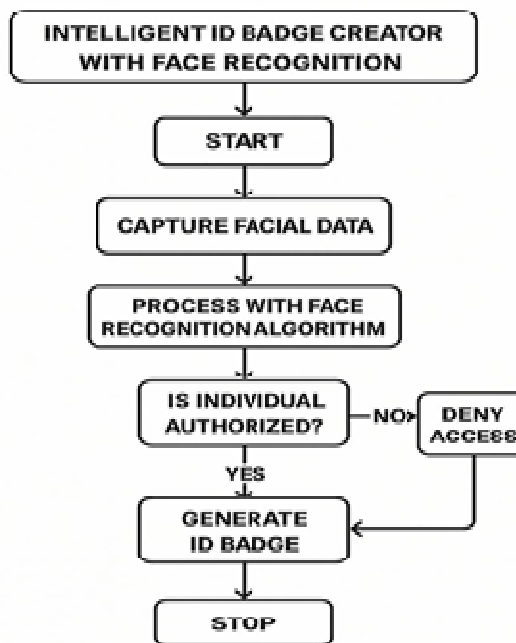 INTELLIGENT ID BADGE CREATOR
WITH FACE RECOGNITION
START
CAPTURE FACIAL DATA
PROCESS WITH FACE
RECOGNITION ALGORITHM
IS INDIVIDUAL
AUTHORIZED?
NO
DENY
ACCESS
YES
GENERATE
ID BADGE
STOP